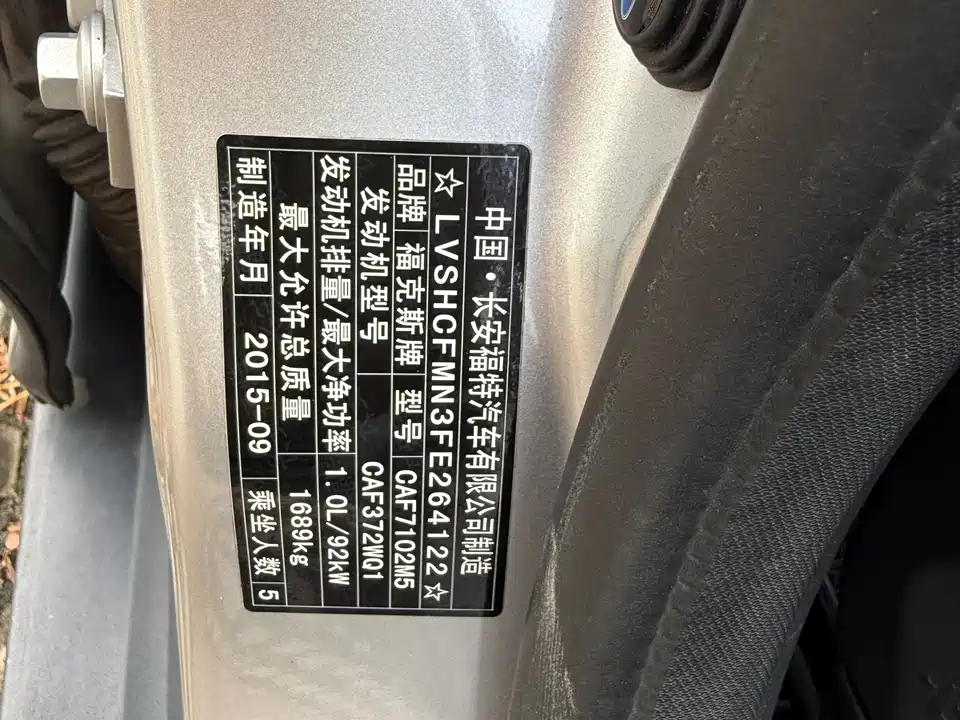 中国·长安福特汽车有限公司制造
☆LVSHCFMN3FE264122☆
品牌 福克斯牌 型号 CAF7102M5
发动机型号 CAF372WQ1
发动机排量/最大净功率 1.0L/92kW
最大允许总质量 1689kg
制造年月 2015-09 乘坐人数 5